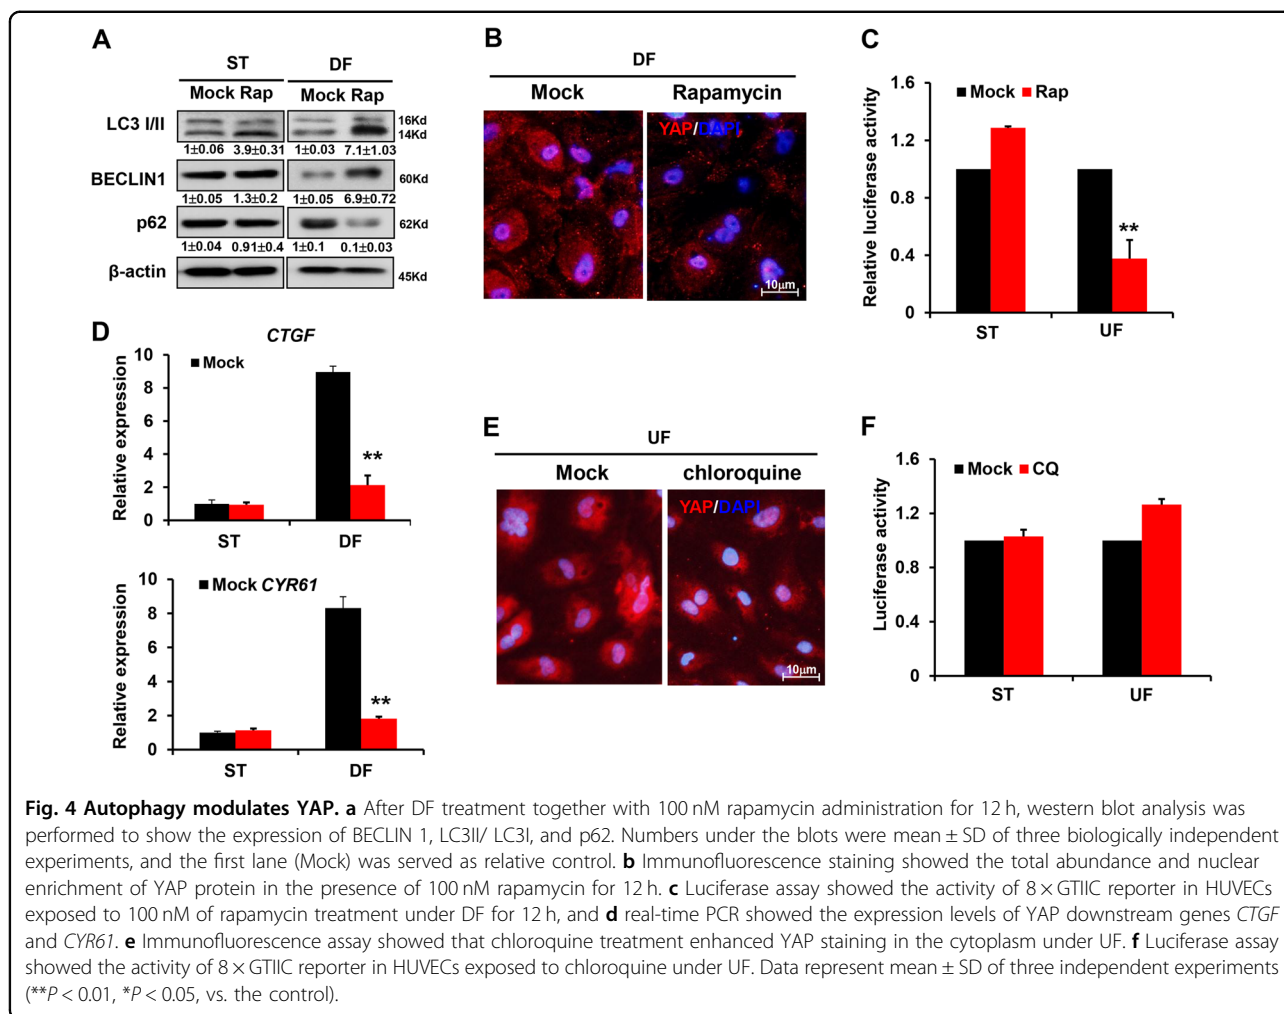 A
ST DF
Mock Rap Mock Rap
LC3 I/II 16Kd
14Kd
1±0.06 3.9±0.31 1±0.03 7.1±1.03
BECLIN1 60Kd
1±0.05 1.3±0.2 1±0.05 6.9±0.72
p62 62Kd
1±0.04 0.91±0.4 1±0.1 0.1±0.03
β-actin 45Kd
B
DF
Mock Rapamycin
YAP/DAPI
10μm
C
Relative luciferase activity
1.6
1.2
0.8
0.4
0
Mock Rap
**
ST UF
D
CTGF
Relative expression
10
8
6
4
2
0
Mock
**
ST DF
Relative expression
10
8
6
4
2
0
Mock CYR61
**
ST DF
E
UF
Mock chloroquine
YAP/DAPI
10μm
F
Luciferase activity
1.6
1.2
0.8
0.4
0
Mock CQ
ST UF
Fig. 4 Autophagy modulates YAP. a After DF treatment together with 100 nM rapamycin administration for 12 h, western blot analysis was
performed to show the expression of BECLIN 1, LC3II/ LC3I, and p62. Numbers under the blots were mean ± SD of three biologically independent
experiments, and the first lane (Mock) was served as relative control. b Immunofluorescence staining showed the total abundance and nuclear
enrichment of YAP protein in the presence of 100 nM rapamycin for 12 h. c Luciferase assay showed the activity of 8 × GTIIC reporter in HUVECs
exposed to 100 nM of rapamycin treatment under DF for 12 h, and d real-time PCR showed the expression levels of YAP downstream genes CTGF
and CYR61. e Immunofluorescence assay showed that chloroquine treatment enhanced YAP staining in the cytoplasm under UF. f Luciferase assay
showed the activity of 8 × GTIIC reporter in HUVECs exposed to chloroquine under UF. Data represent mean ± SD of three independent experiments
(**P < 0.01, *P < 0.05, vs. the control).